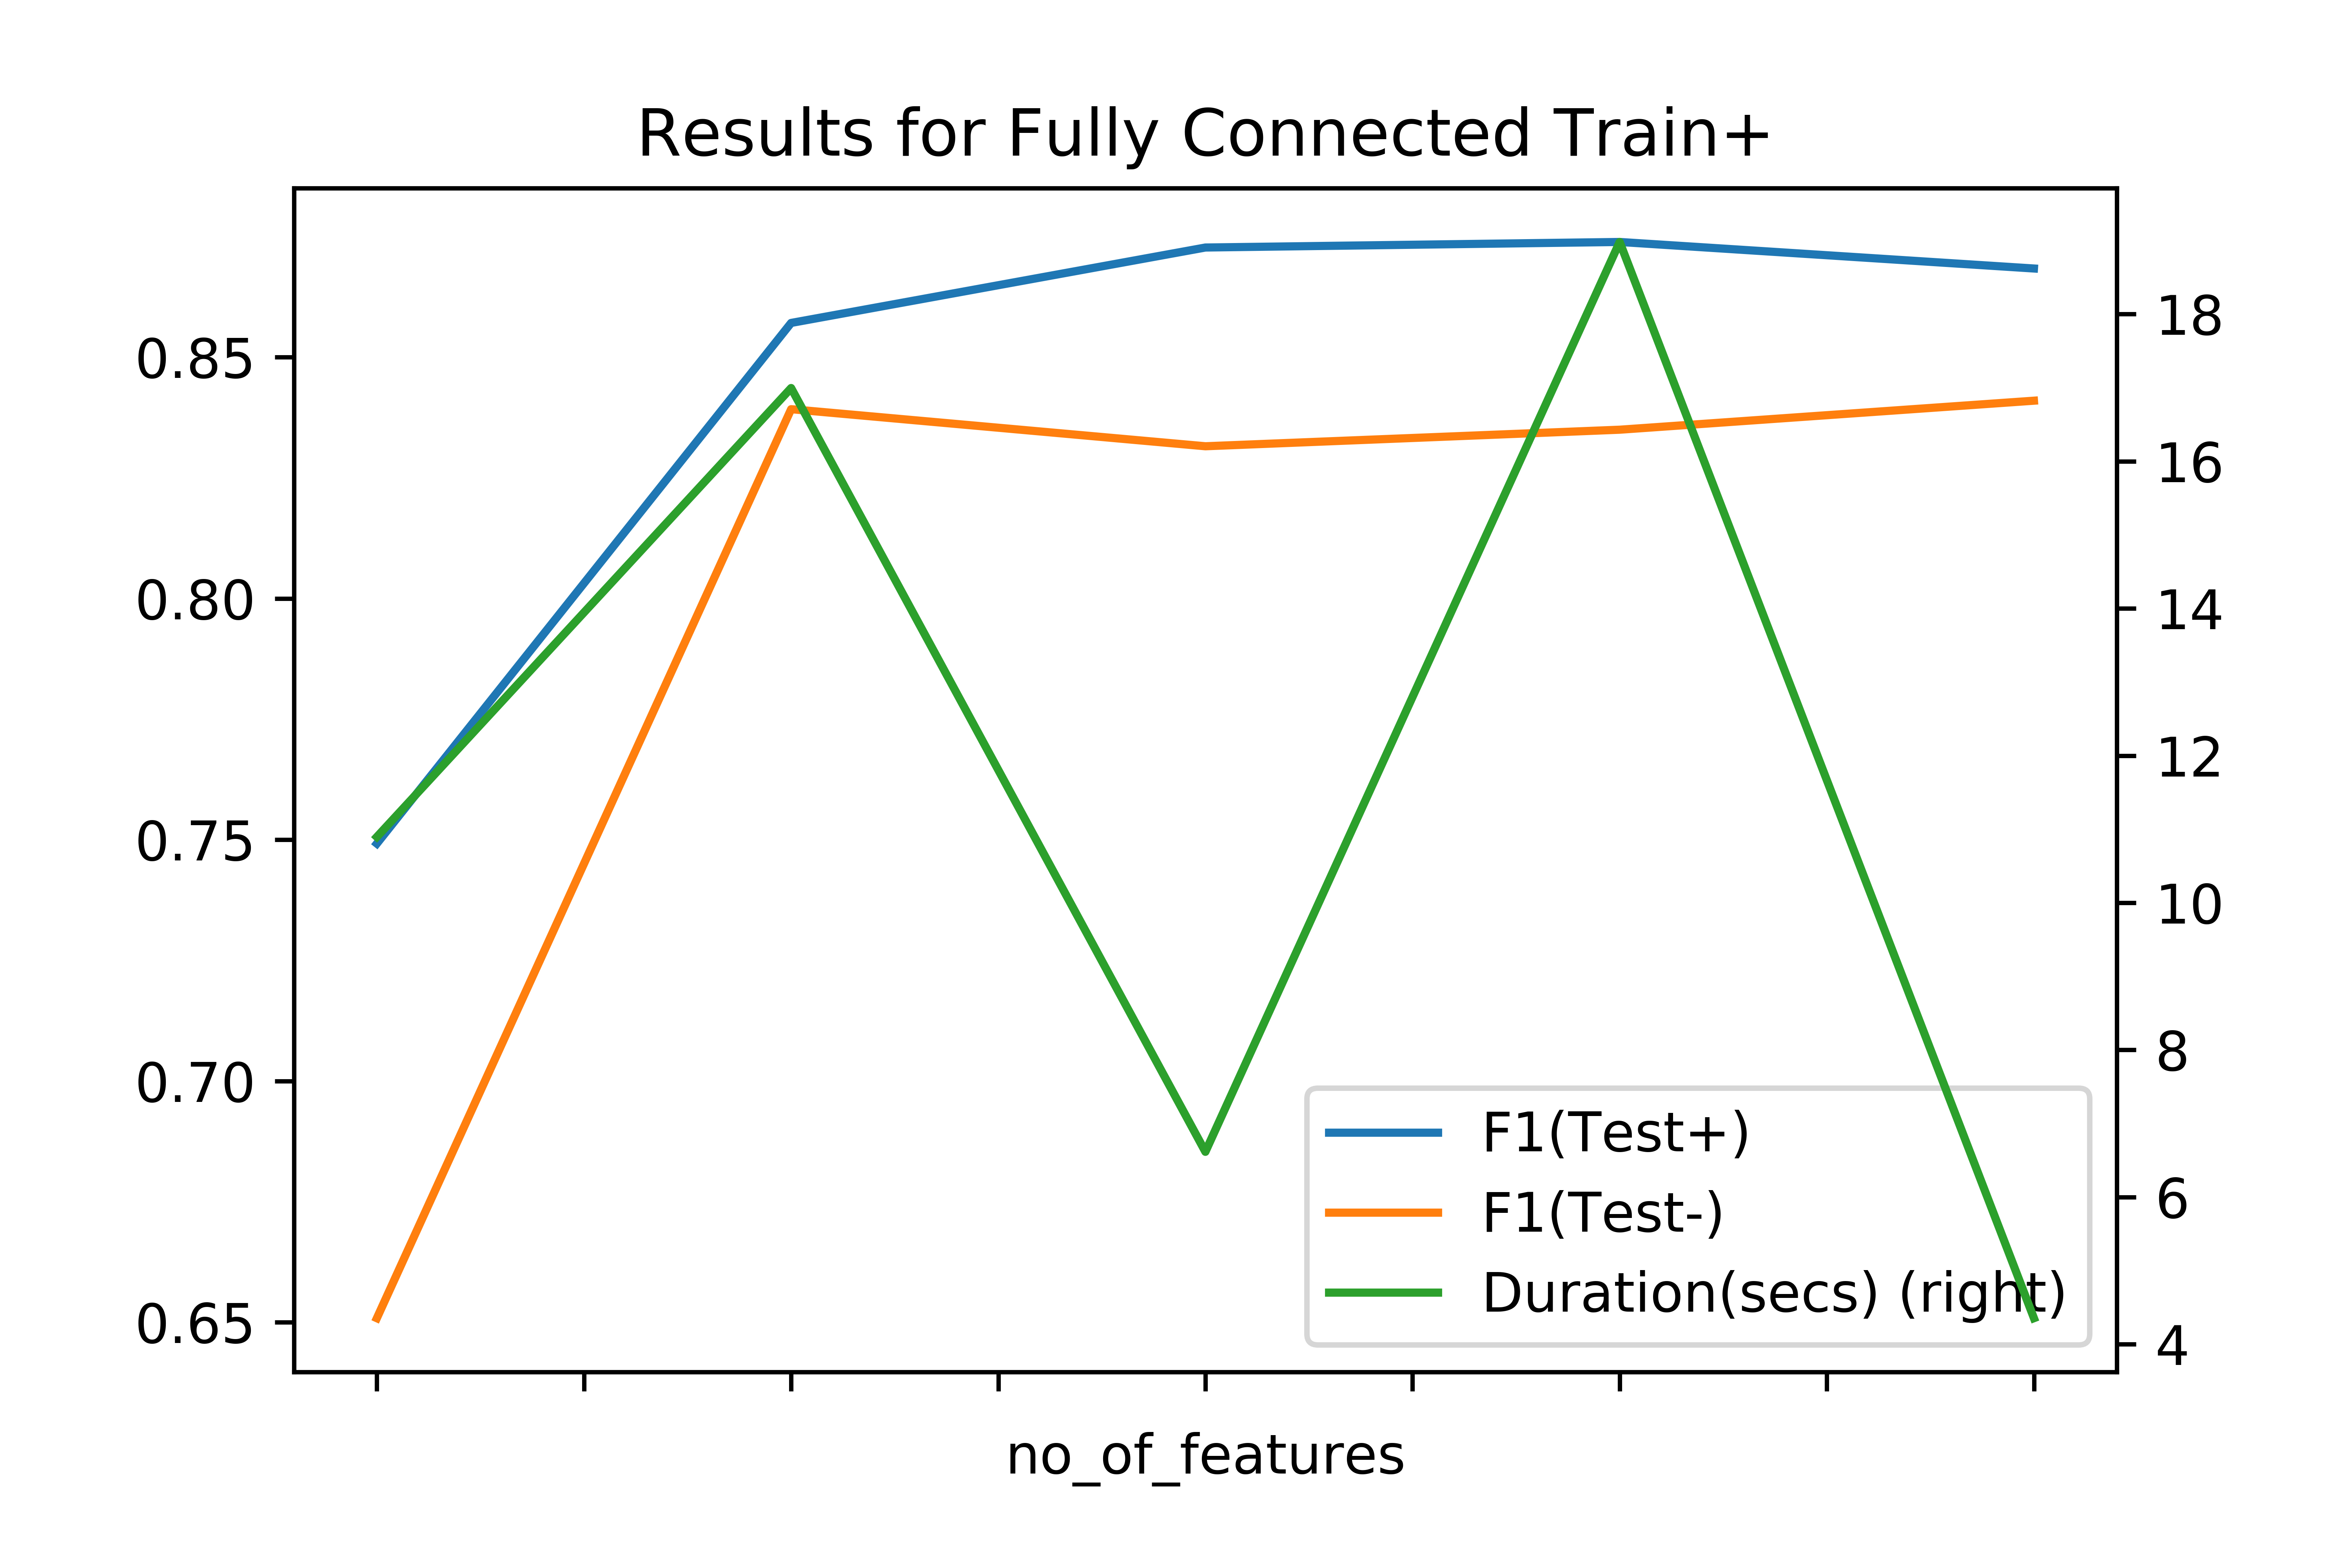 Results for Fully Connected Train+
0.85
0.80
0.75
0.70
0.65
18
16
14
12
10
8
6
4
F1(Test+)
F1(Test-)
Duration(secs) (right)
no_of_features